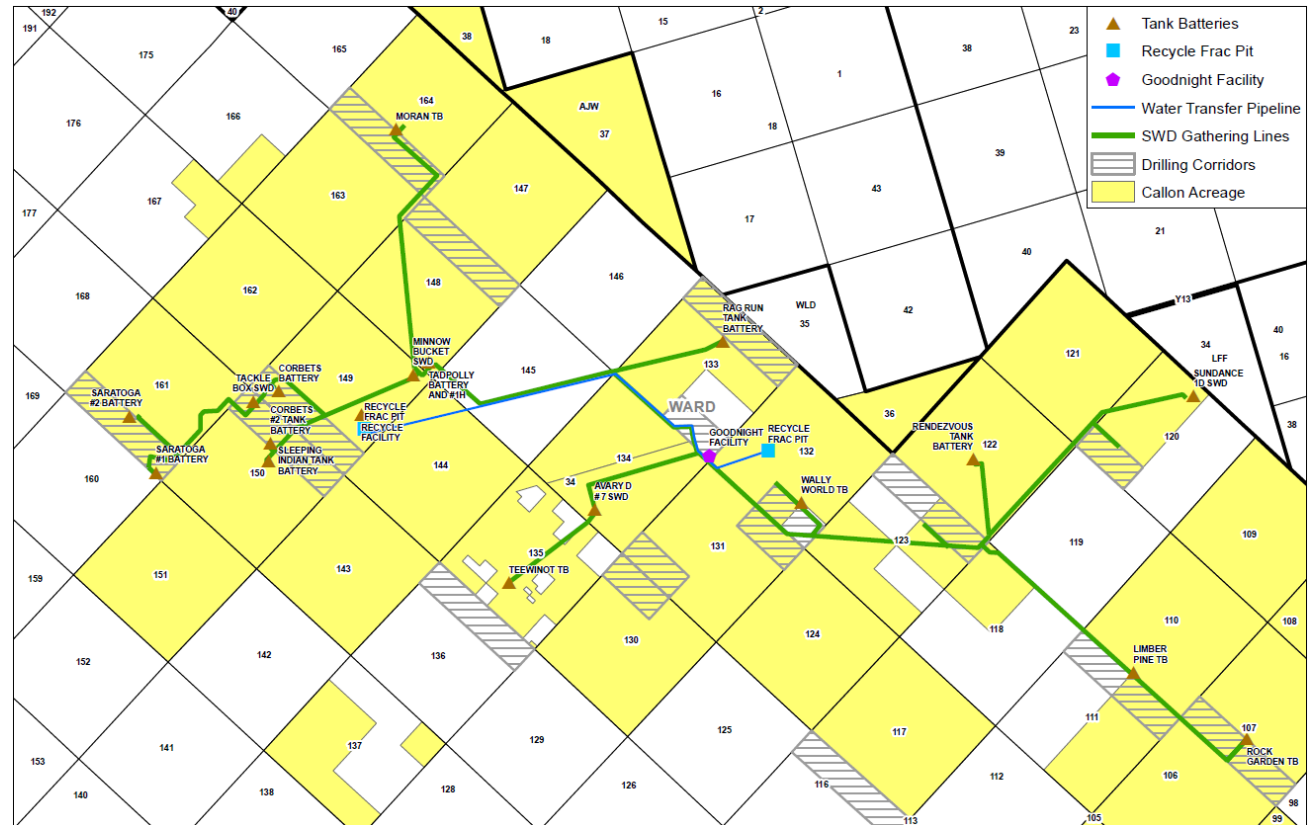 192
40
191
175
165
38
18
15
2
38
23
Tank Batteries
Recycle Frac Pit
Goodnight Facility
Water Transfer Pipeline
SWD Gathering Lines
Drilling Corridors
Callon Acreage
1
16
AJW
37
164
MORAN TB
176
166
18
39
163
147
43
167
177
17
21
40
162
148
146
168
Y13
WLD
35
42
RAG RUN
TANK
BATTERY
34
LFF
40
16
MINNOW
BUCKET
SWD
121
SUNDANCE
1D SWD
133
145
CORBETS
BATTERY
TACKLE
BOX SWD
149
161
TADPOLLY
BATTERY
AND #1H
169
SARATOGA
#2 BATTERY
WARD
36
38
RECYCLE
FRAC PIT
RECYCLE
FACILITY
CORBETS
#2 TANK
BATTERY
GOODNIGHT
FACILITY
RECYCLE
FRAC PIT
RENDEZVOUS
TANK
BATTERY
122
120
132
SARATOGA
#1 BATTERY
SLEEPING
INDIAN TANK
BATTERY
150
134
144
160
34
WALLY
WORLD TB
AVARY D
# 7 SWD
109
123
119
131
135
TEEWINOT TB
143
151
159
110
108
118
124
130
136
142
152
LIMBER
PINE TB
111
107
125
117
129
137
141
153
ROCK
GARDEN TB
106
112
116
126
128
138
140
98
99
105
113